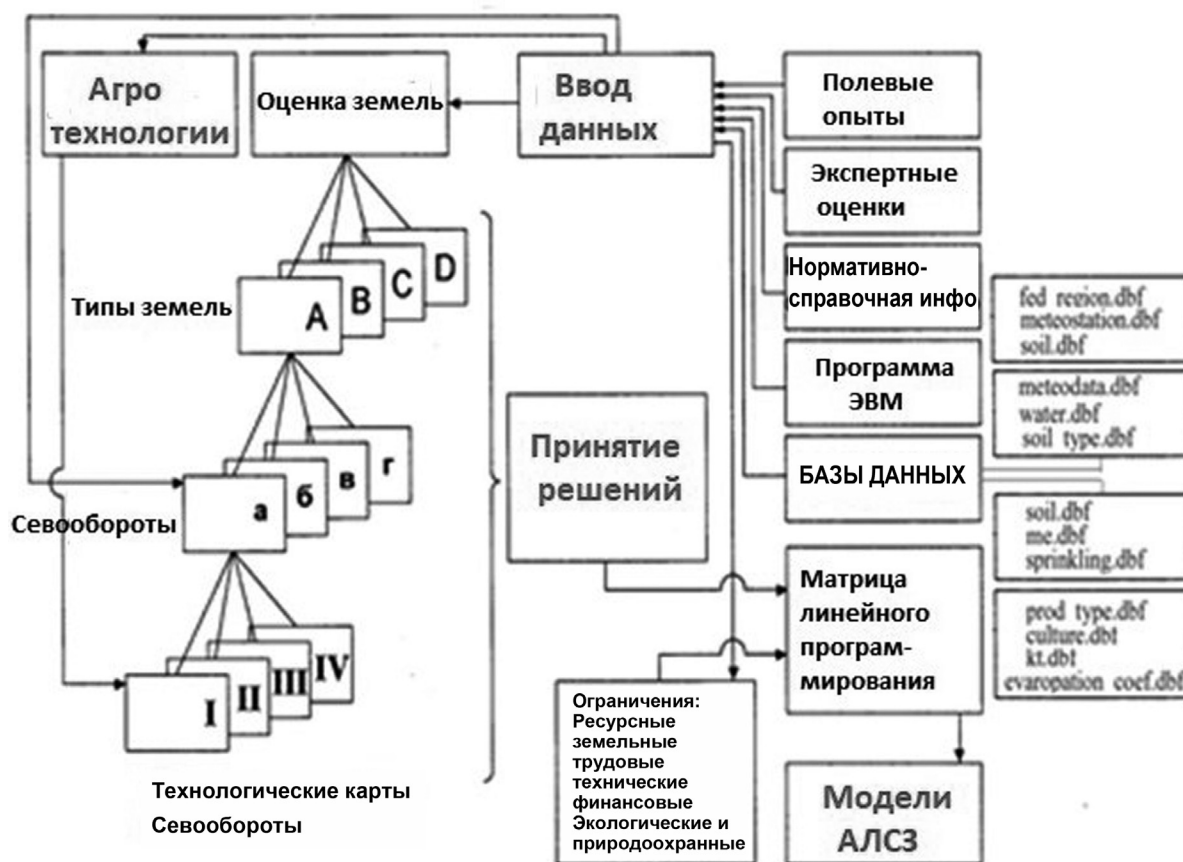 Агро
технологии
Оценка земель
Ввод
данных
Полевые
опыты
Экспертные
оценки
Нормативно-
справочная инфо
Программа
ЭВМ
БАЗЫ ДАННЫХ
fed region.dbf
meteostation.dbf
soil.dbf
meteodata.dbf
water.dbf
soil type.dbf
soil.dbf
me.dbf
sprinkling.dbf
prod type.dbf
culture.dbt
kt.dbt
evaropation coef.dbf
Типы земель
A
B
C
D
Севообороты
а
б
в
г
I
II
III
IV
Технологические карты
Севообороты
Принятие
решений
Матрица
линейного
програм-
мирования
Ограничения:
Ресурсные
земельные
трудовые
технические
финансовые
Экологические и
природоохранные
Модели
АЛСЗ